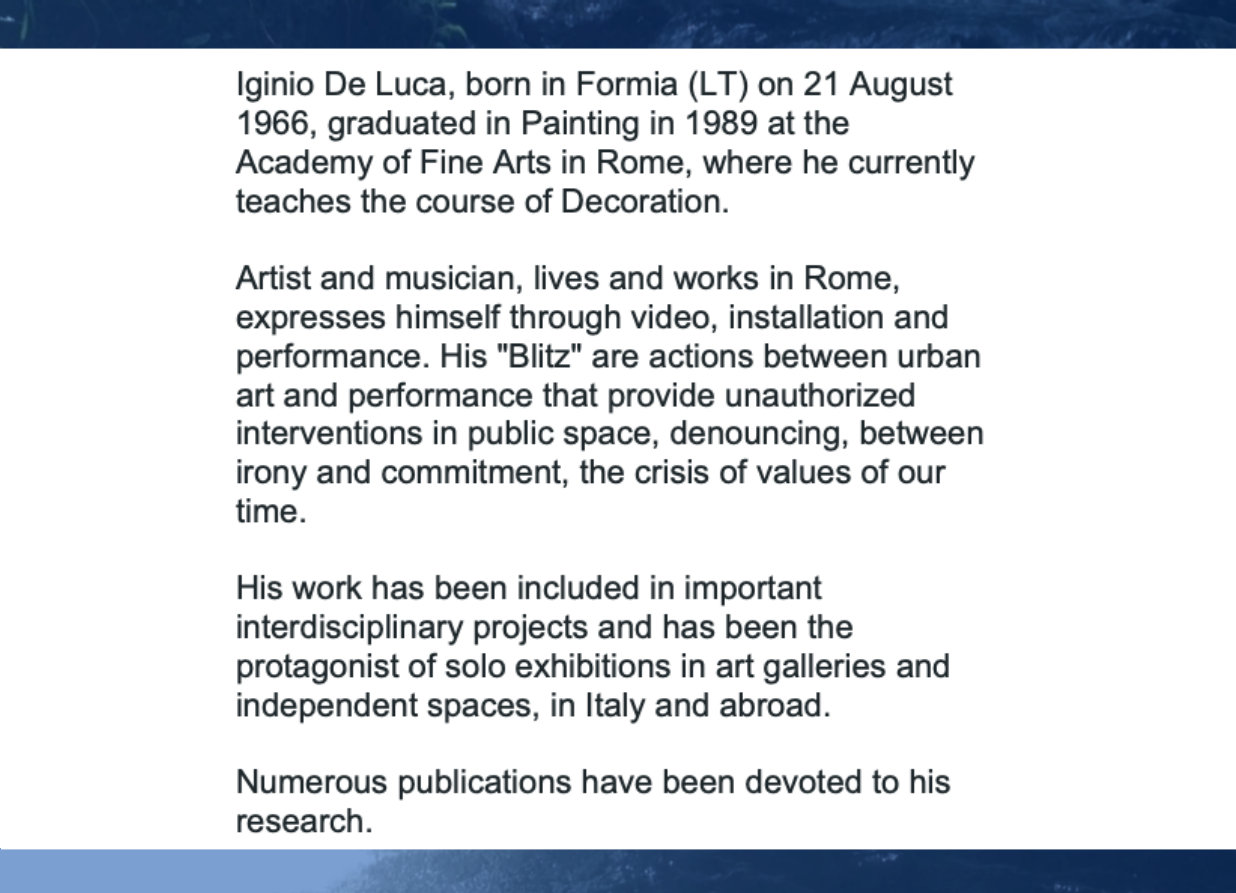 Iginio De Luca, born in Formia (LT) on 21 August
1966, graduated in Painting in 1989 at the
Academy of Fine Arts in Rome, where he currently
teaches the course of Decoration.
Artist and musician, lives and works in Rome,
expresses himself through video, installation and
performance. His "Blitz" are actions between urban
art and performance that provide unauthorized
interventions in public space, denouncing, between
irony and commitment, the crisis of values of our
time.
His work has been included in important
interdisciplinary projects and has been the
protagonist of solo exhibitions in art galleries and
independent spaces, in Italy and abroad.
Numerous publications have been devoted to his
research.